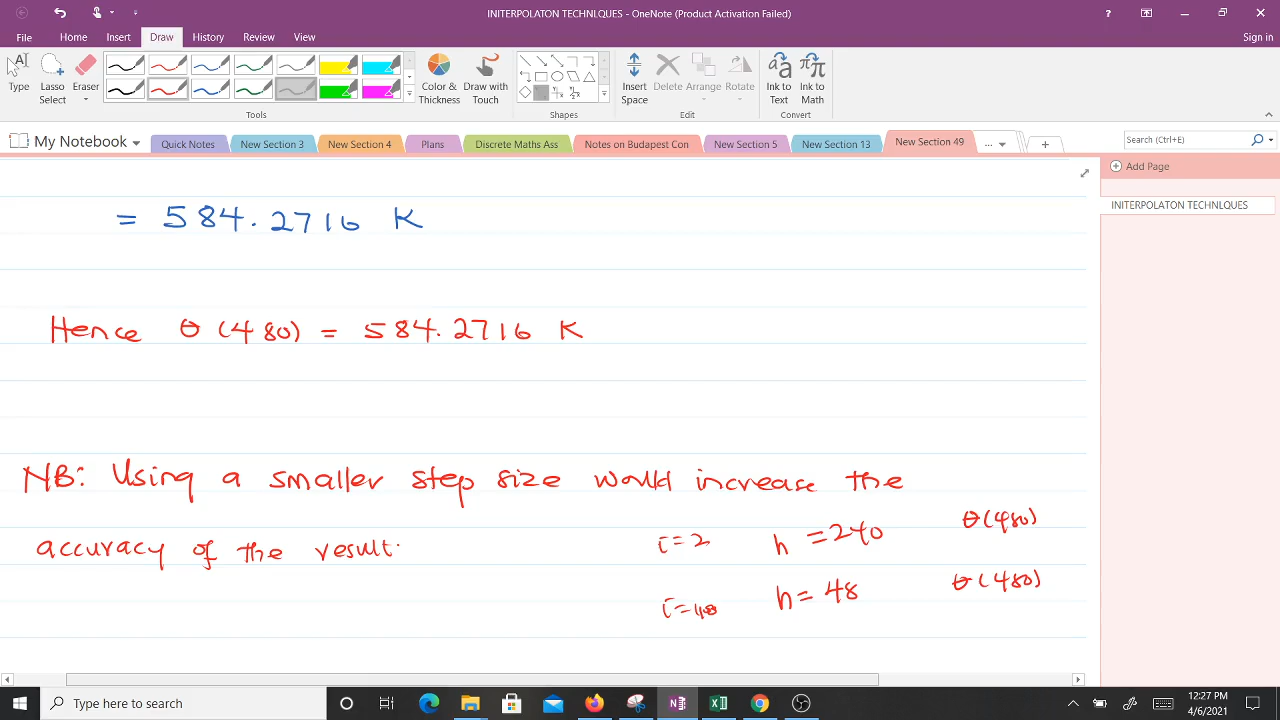 INITERPOLATON TECHNLQUES - OneNote (Product Activation Failed)
File Home Insert Draw History Review View
Sign in
Type
Lasso Select
Eraser
Color & Thickness
Draw with Touch
Insert Space
Delete
Arrange
Rotate
Ink to Text
Ink to Math
Tools
Shapes
Edit
Convert
My Notebook
Quick Notes
New Section 3
New Section 4
Plans
Discrete Maths Ass
Notes on Budapest Con
New Section 5
New Section 13
New Section 49
...
Search (Ctrl+E)
Add Page
INITERPOLATON TECHNLQUES
= 584.2716 K
Hence θ(480) = 584.2716 K
NB: Using a smaller step size would increase the
accuracy of the result.
i=2 h=240 θ(480)
i=10 h=48 θ(480)
Type here to search
12:27 PM
4/6/2021